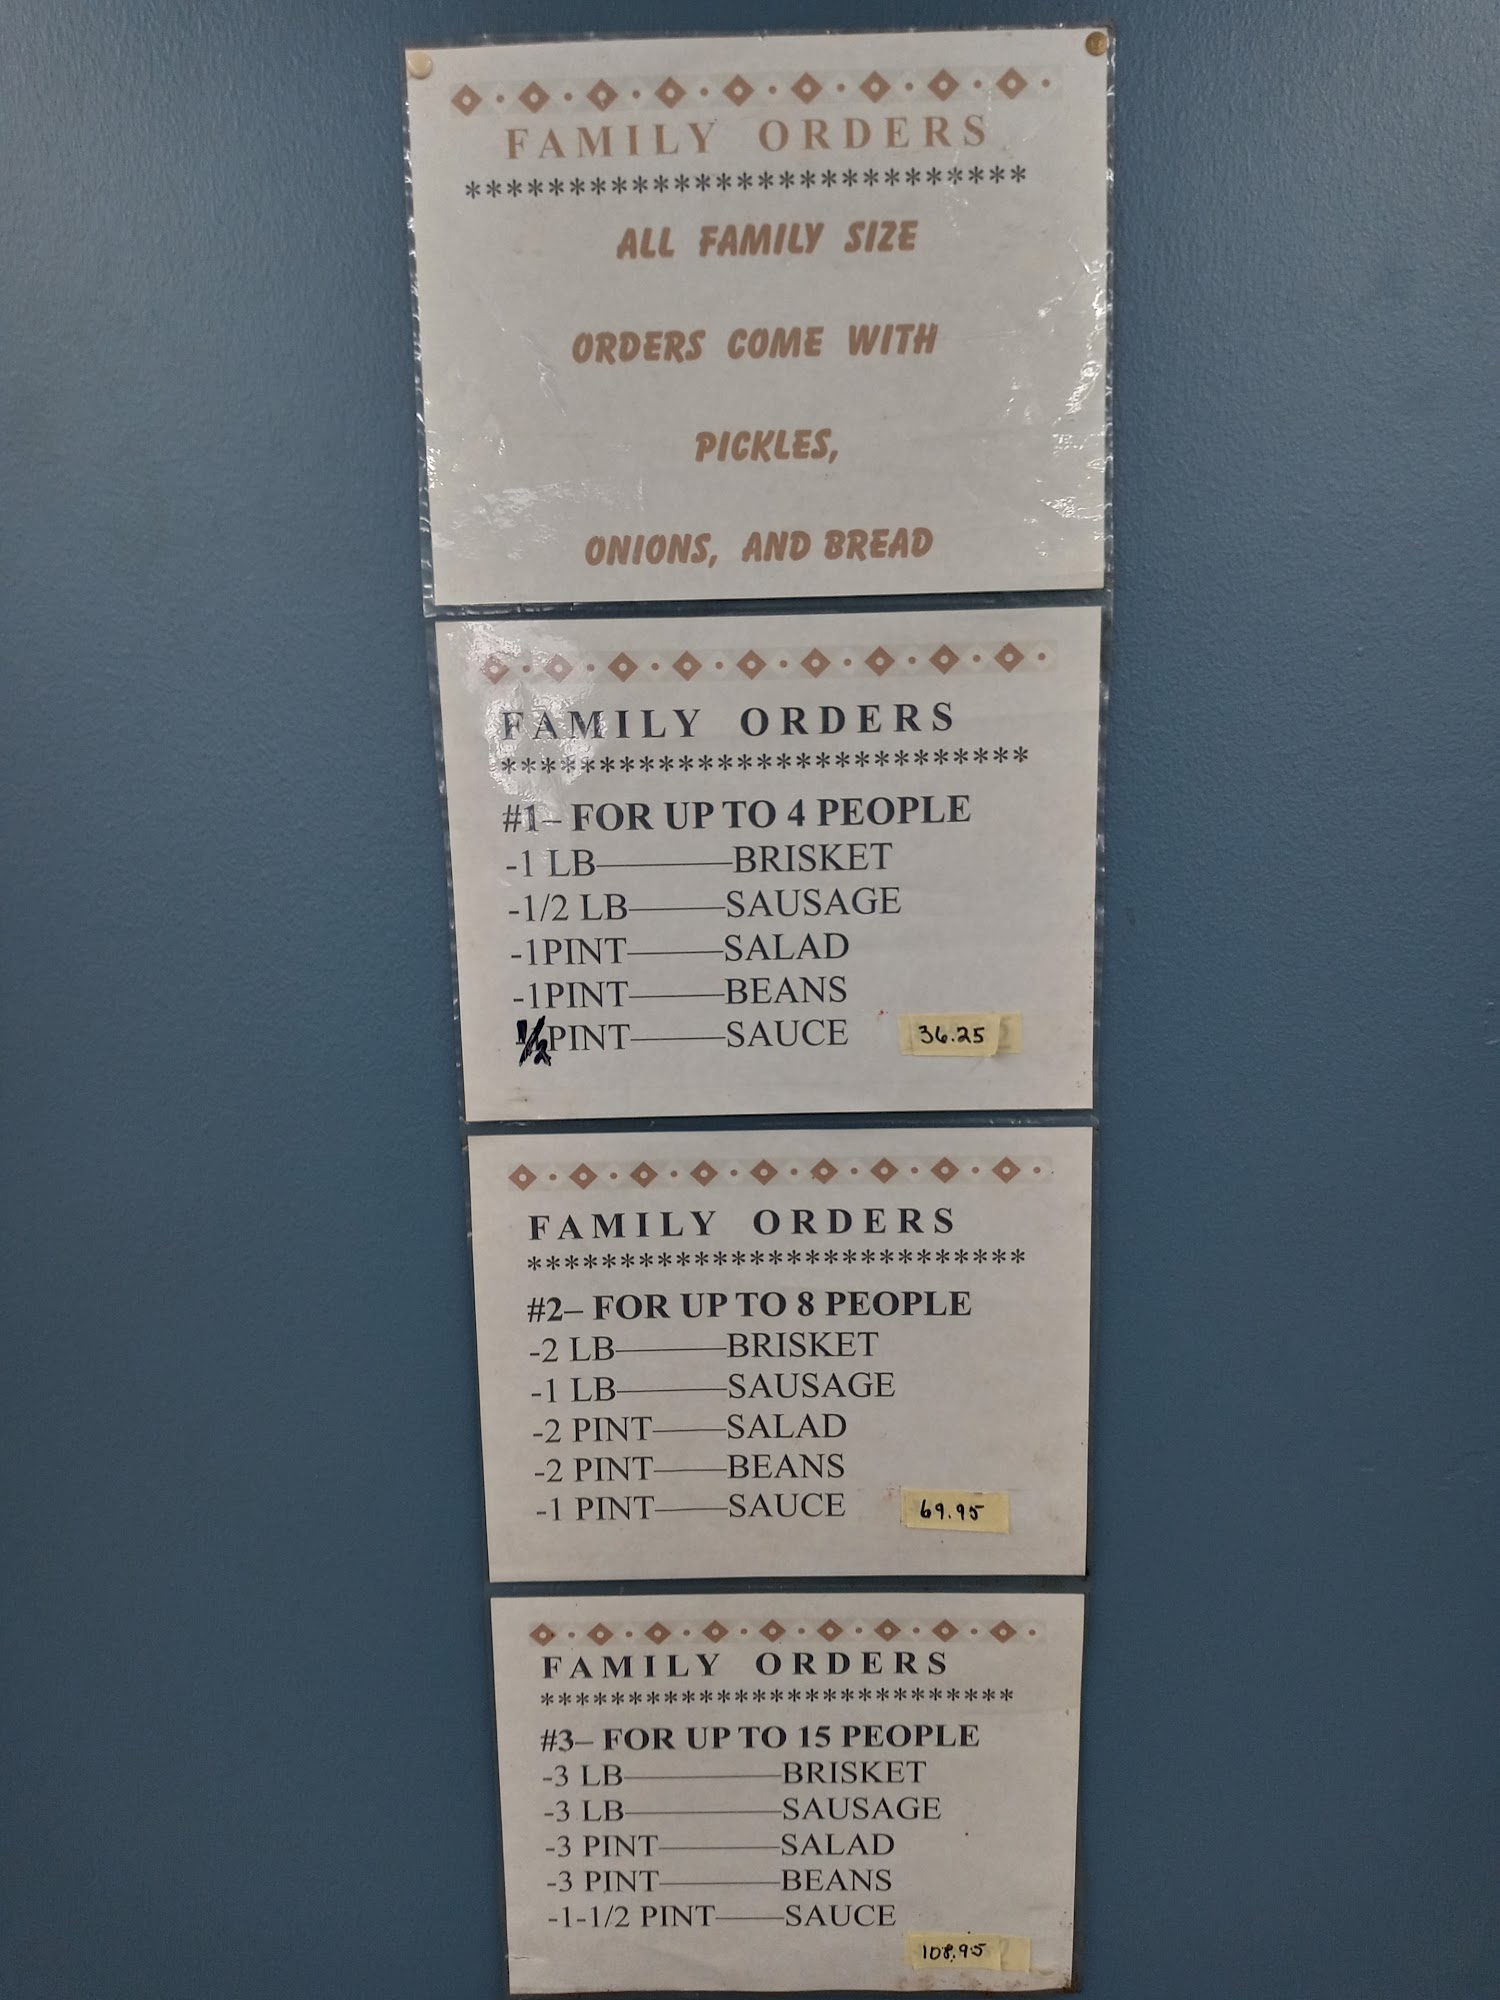 FAMILY ORDERS
***************************
ALL FAMILY SIZE
ORDERS COME WITH
PICKLES,
ONIONS, AND BREAD
FAMILY ORDERS
***************************
#1– FOR UP TO 4 PEOPLE
-1 LB———BRISKET
-1/2 LB———SAUSAGE
-1PINT———SALAD
-1PINT———BEANS
1/2PINT———SAUCE 36.25
FAMILY ORDERS
***************************
#2– FOR UP TO 8 PEOPLE
-2 LB———BRISKET
-1 LB———SAUSAGE
-2 PINT——SALAD
-2 PINT——BEANS
-1 PINT——SAUCE 69.95
FAMILY ORDERS
***************************
#3– FOR UP TO 15 PEOPLE
-3 LB————BRISKET
-3 LB————SAUSAGE
-3 PINT———SALAD
-3 PINT———BEANS
-1-1/2 PINT——SAUCE
108.95